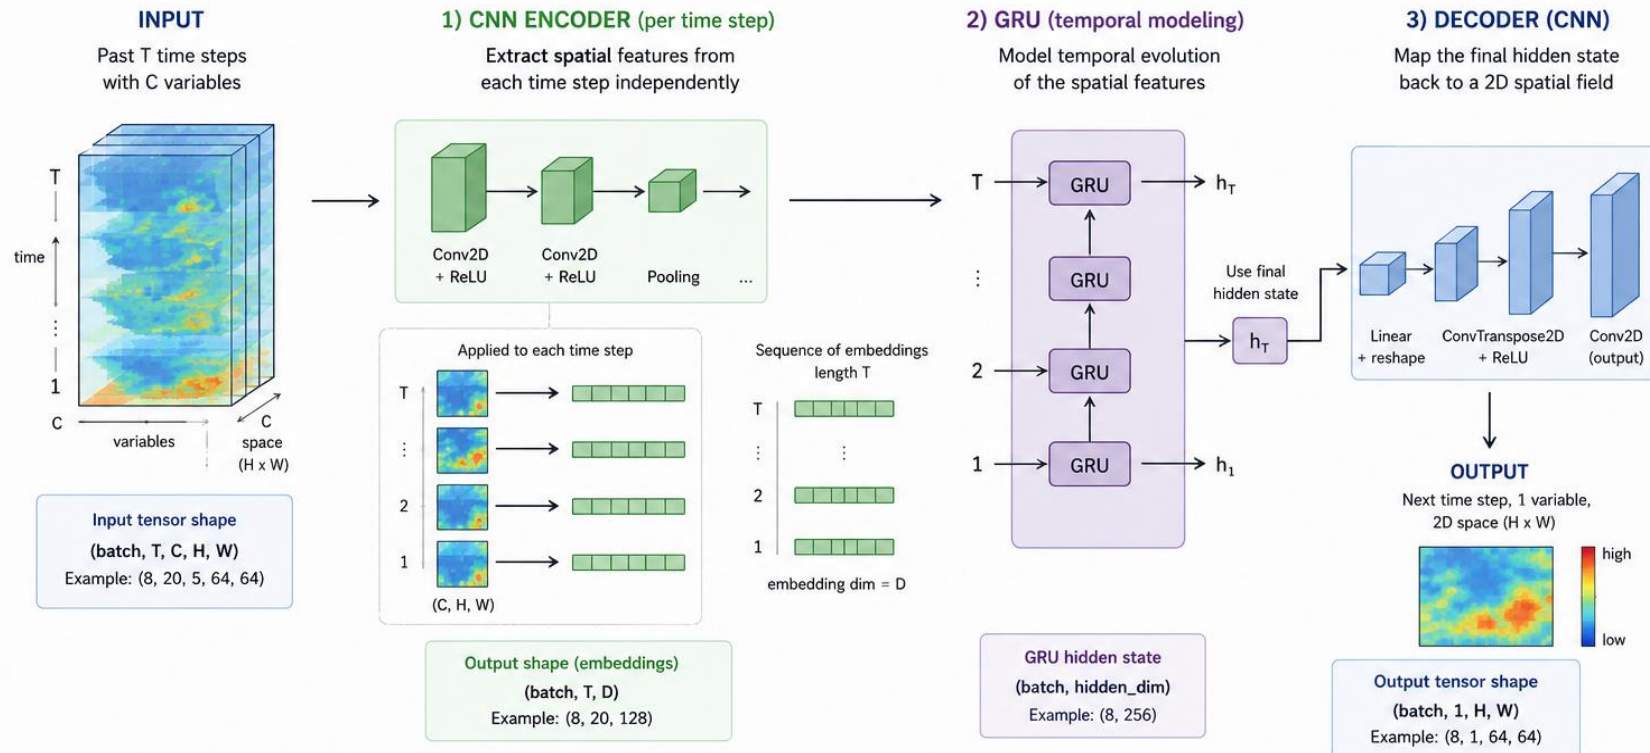 INPUT
Past T time steps
with C variables
T
time
⋮
1
C
variables
C
space
(H x W)
Input tensor shape
(batch, T, C, H, W)
Example: (8, 20, 5, 64, 64)
1) CNN ENCODER (per time step)
Extract spatial features from
each time step independently
Conv2D
+ ReLU
Conv2D
+ ReLU
Pooling
...
Applied to each time step
T
⋮
2
1
(C, H, W)
Sequence of embeddings
length T
T
⋮
⋮
2
1
embedding dim = D
Output shape (embeddings)
(batch, T, D)
Example: (8, 20, 128)
2) GRU (temporal modeling)
Model temporal evolution
of the spatial features
T
GRU
hT
⋮
GRU
2
GRU
1
GRU
h1
Use final
hidden state
hT
GRU hidden state
(batch, hidden_dim)
Example: (8, 256)
3) DECODER (CNN)
Map the final hidden state
back to a 2D spatial field
Linear
+ reshape
ConvTranspose2D
+ ReLU
Conv2D
(output)
OUTPUT
Next time step, 1 variable,
2D space (H x W)
high
low
Output tensor shape
(batch, 1, H, W)
Example: (8, 1, 64, 64)